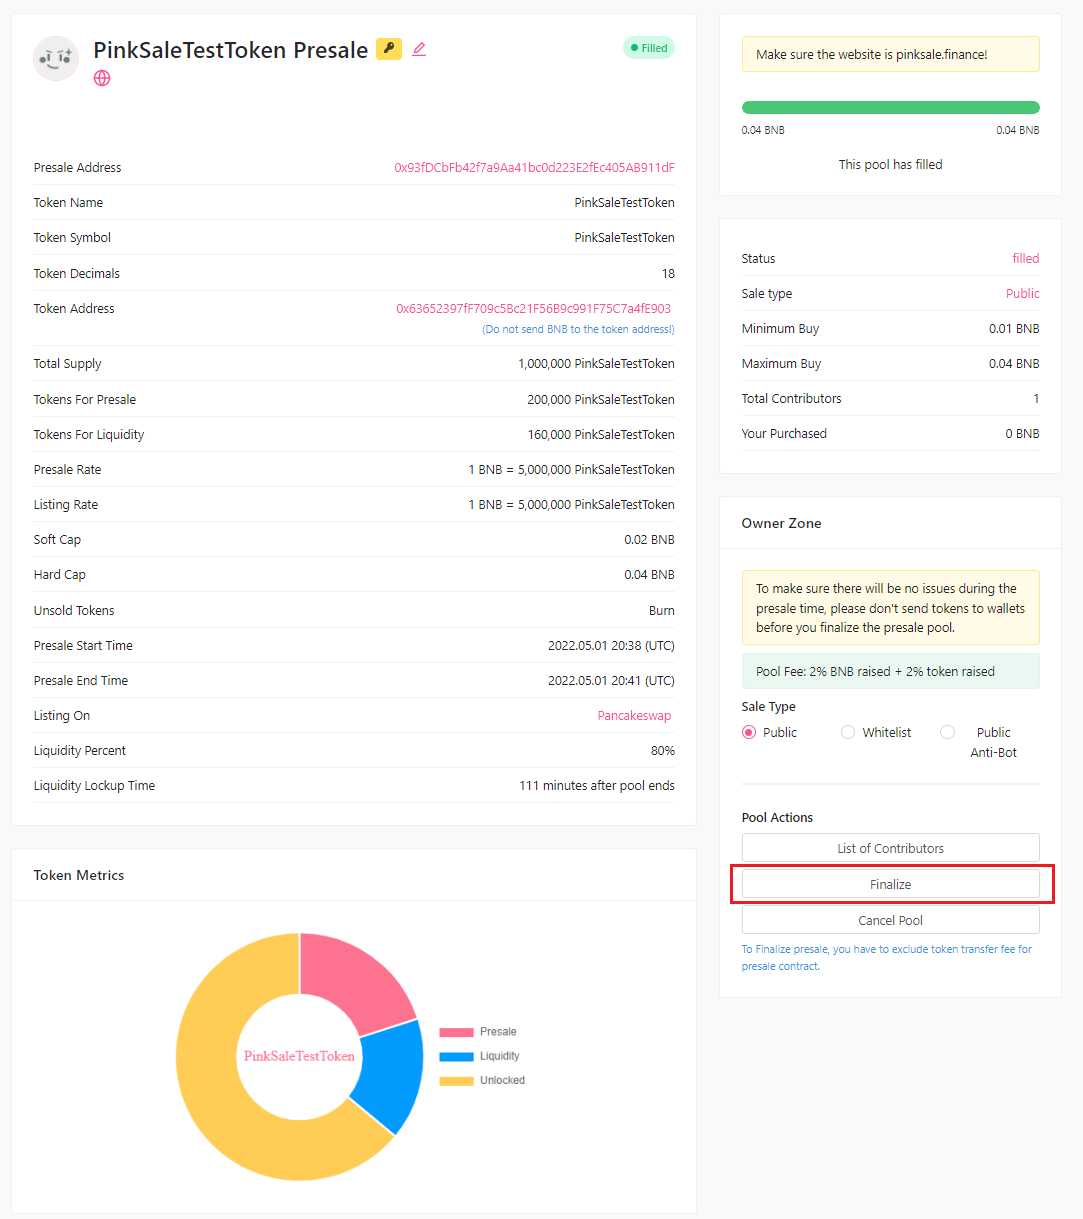 PinkSaleTestToken Presale
Filled
Presale Address 0x93fDCbFb42f7a9Aa41bc0d223E2fEc405AB911dF
Token Name PinkSaleTestToken
Token Symbol PinkSaleTestToken
Token Decimals 18
Token Address 0x63652397fF709c5Bc21F56B9c991F75C7a4fE903
(Do not send BNB to the token address!)
Total Supply 1,000,000 PinkSaleTestToken
Tokens For Presale 200,000 PinkSaleTestToken
Tokens For Liquidity 160,000 PinkSaleTestToken
Presale Rate 1 BNB = 5,000,000 PinkSaleTestToken
Listing Rate 1 BNB = 5,000,000 PinkSaleTestToken
Soft Cap 0.02 BNB
Hard Cap 0.04 BNB
Unsold Tokens Burn
Presale Start Time 2022.05.01 20:38 (UTC)
Presale End Time 2022.05.01 20:41 (UTC)
Listing On Pancakeswap
Liquidity Percent 80%
Liquidity Lockup Time 111 minutes after pool ends
Token Metrics
PinkSaleTestToken
Presale
Liquidity
Unlocked
Make sure the website is pinksale.finance!
0.04 BNB 0.04 BNB
This pool has filled
Status filled
Sale type Public
Minimum Buy 0.01 BNB
Maximum Buy 0.04 BNB
Total Contributors 1
Your Purchased 0 BNB
Owner Zone
To make sure there will be no issues during the
presale time, please don't send tokens to wallets
before you finalize the presale pool.
Pool Fee: 2% BNB raised + 2% token raised
Sale Type
Public Whitelist Public
Anti-Bot
Pool Actions
List of Contributors
Finalize
Cancel Pool
To Finalize presale, you have to exclude token transfer fee for
presale contract.